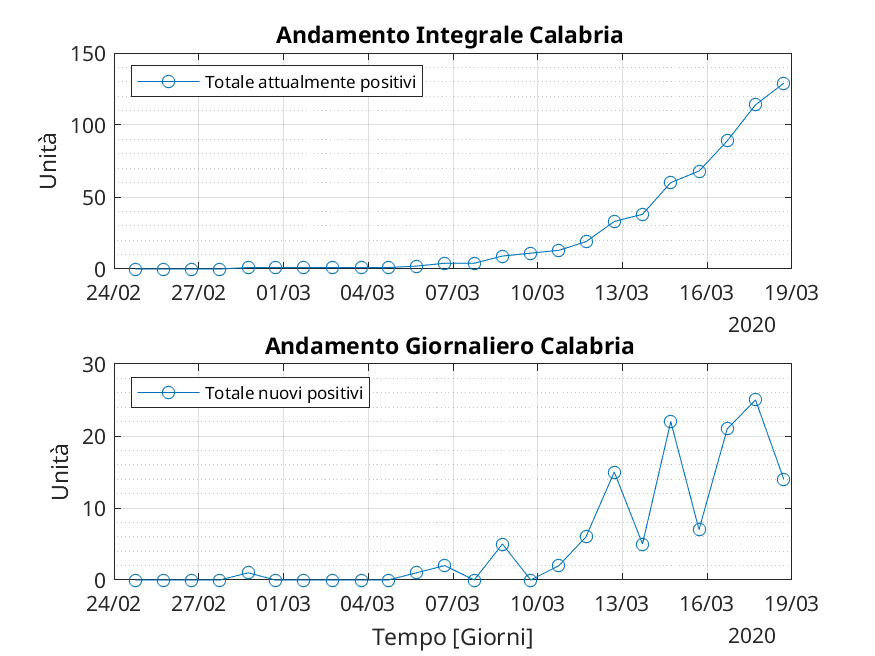 Andamento Integrale Calabria
150
100
50
0
Unità
Totale attualmente positivi
24/02 27/02 01/03 04/03 07/03 10/03 13/03 16/03 19/03
2020
Andamento Giornaliero Calabria
30
20
10
0
Unità
Totale nuovi positivi
24/02 27/02 01/03 04/03 07/03 10/03 13/03 16/03 19/03
Tempo [Giorni]
2020